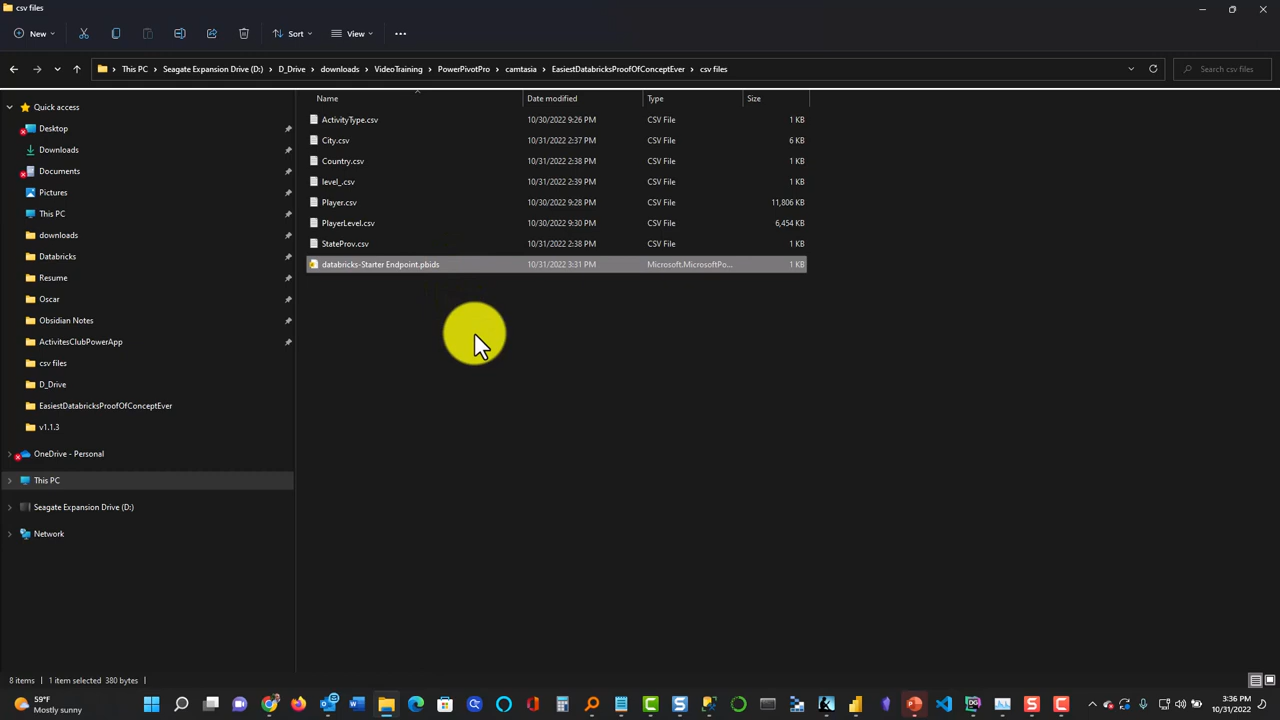 csv files
New
Sort
View
This PC > Seagate Expansion Drive (D:) > D_Drive > downloads > VideoTraining > PowerPivotPro > camtasia > EasiestDatabricksProofOfConceptEver > csv files
Search csv files
Name Date modified Type Size
ActivityType.csv 10/30/2022 9:26 PM CSV File 1 KB
City.csv 10/31/2022 2:37 PM CSV File 6 KB
Country.csv 10/31/2022 2:38 PM CSV File 1 KB
level_.csv 10/31/2022 2:39 PM CSV File 1 KB
Player.csv 10/30/2022 9:28 PM CSV File 11,806 KB
PlayerLevel.csv 10/30/2022 9:30 PM CSV File 6,454 KB
StateProv.csv 10/31/2022 2:38 PM CSV File 1 KB
databricks-Starter Endpoint.pbids 10/31/2022 3:31 PM Microsoft.MicrosoftPo... 1 KB
Quick access
Desktop
Downloads
Documents
Pictures
This PC
downloads
Databricks
Resume
Oscar
Obsidian Notes
ActivitesClubPowerApp
csv files
D_Drive
EasiestDatabricksProofOfConceptEver
v1.1.3
OneDrive - Personal
This PC
Seagate Expansion Drive (D:)
Network
8 items 1 item selected 380 bytes
59°F
Mostly sunny
3:36 PM
10/31/2022